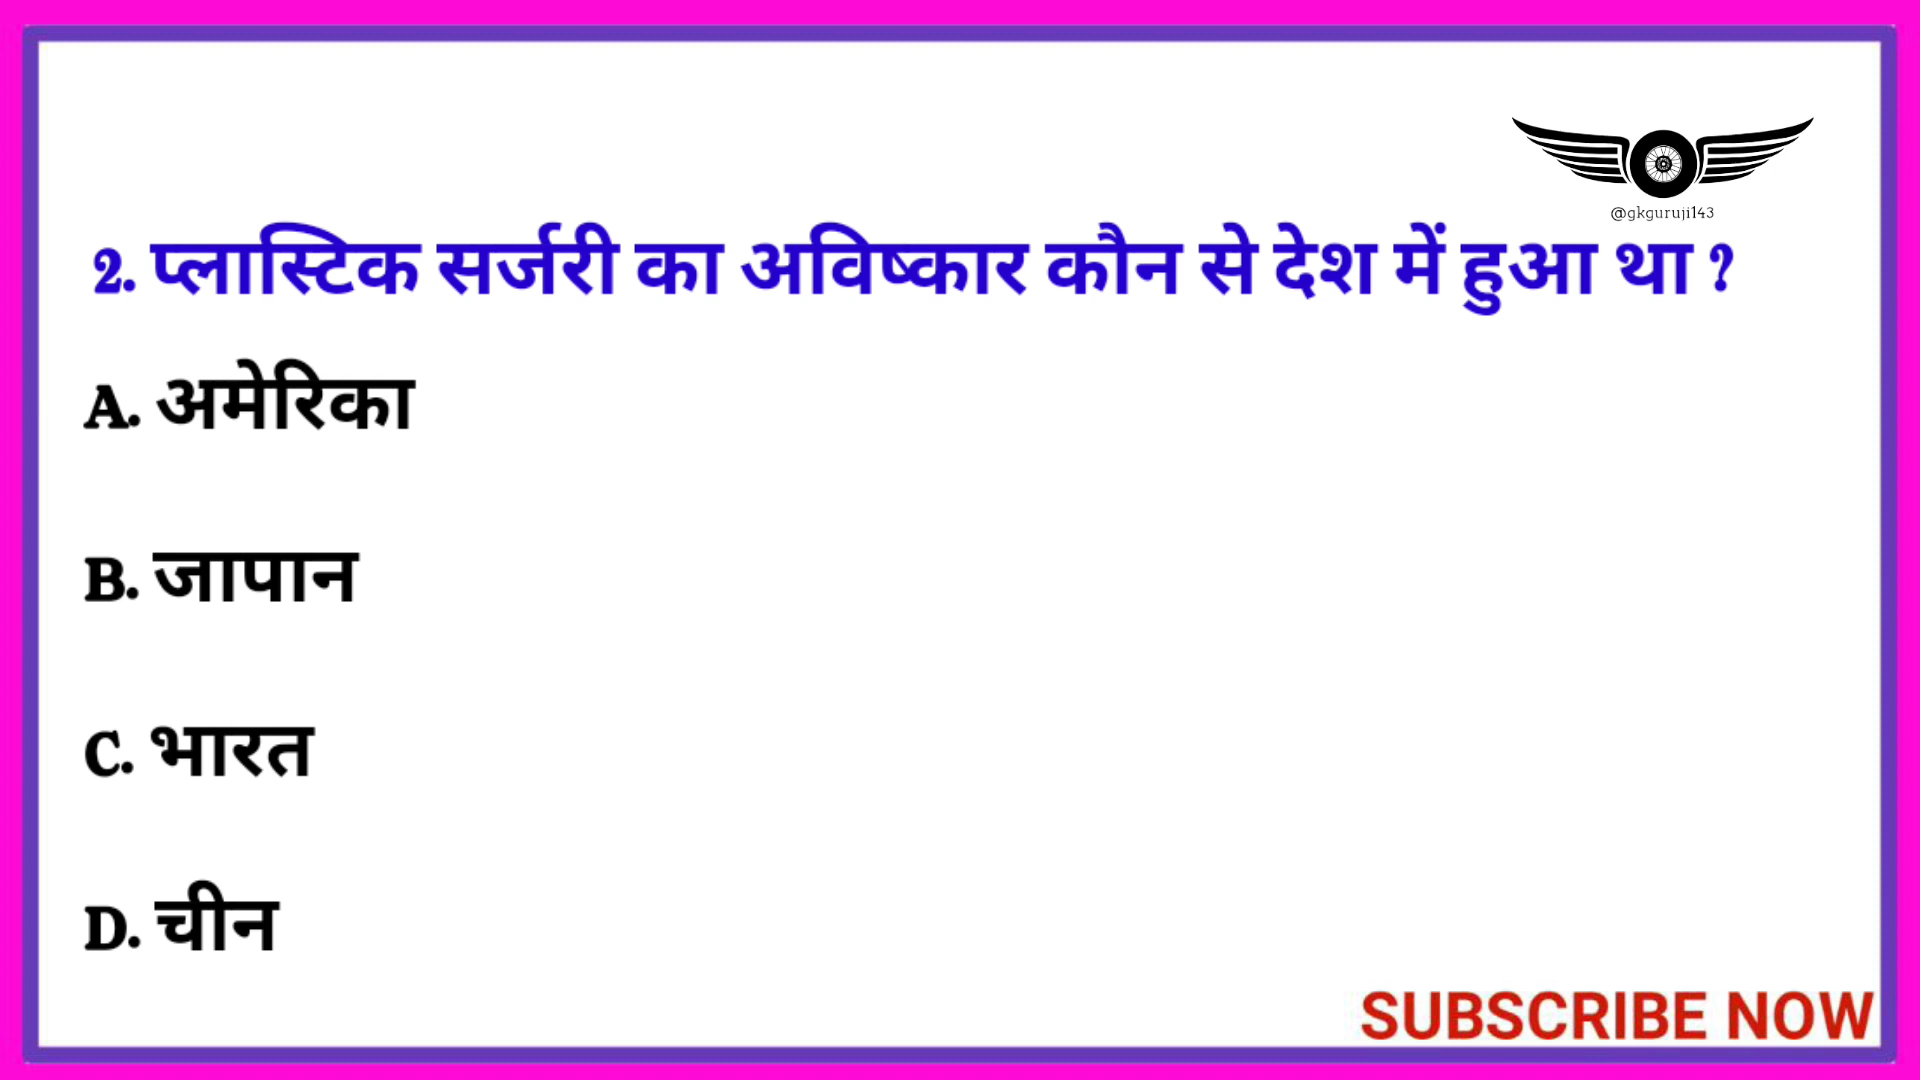 @gkguruji143
2. प्लास्टिक सर्जरी का अविष्कार कौन से देश में हुआ था ?
A. अमेरिका
B. जापान
C. भारत
D. चीन
SUBSCRIBE NOW